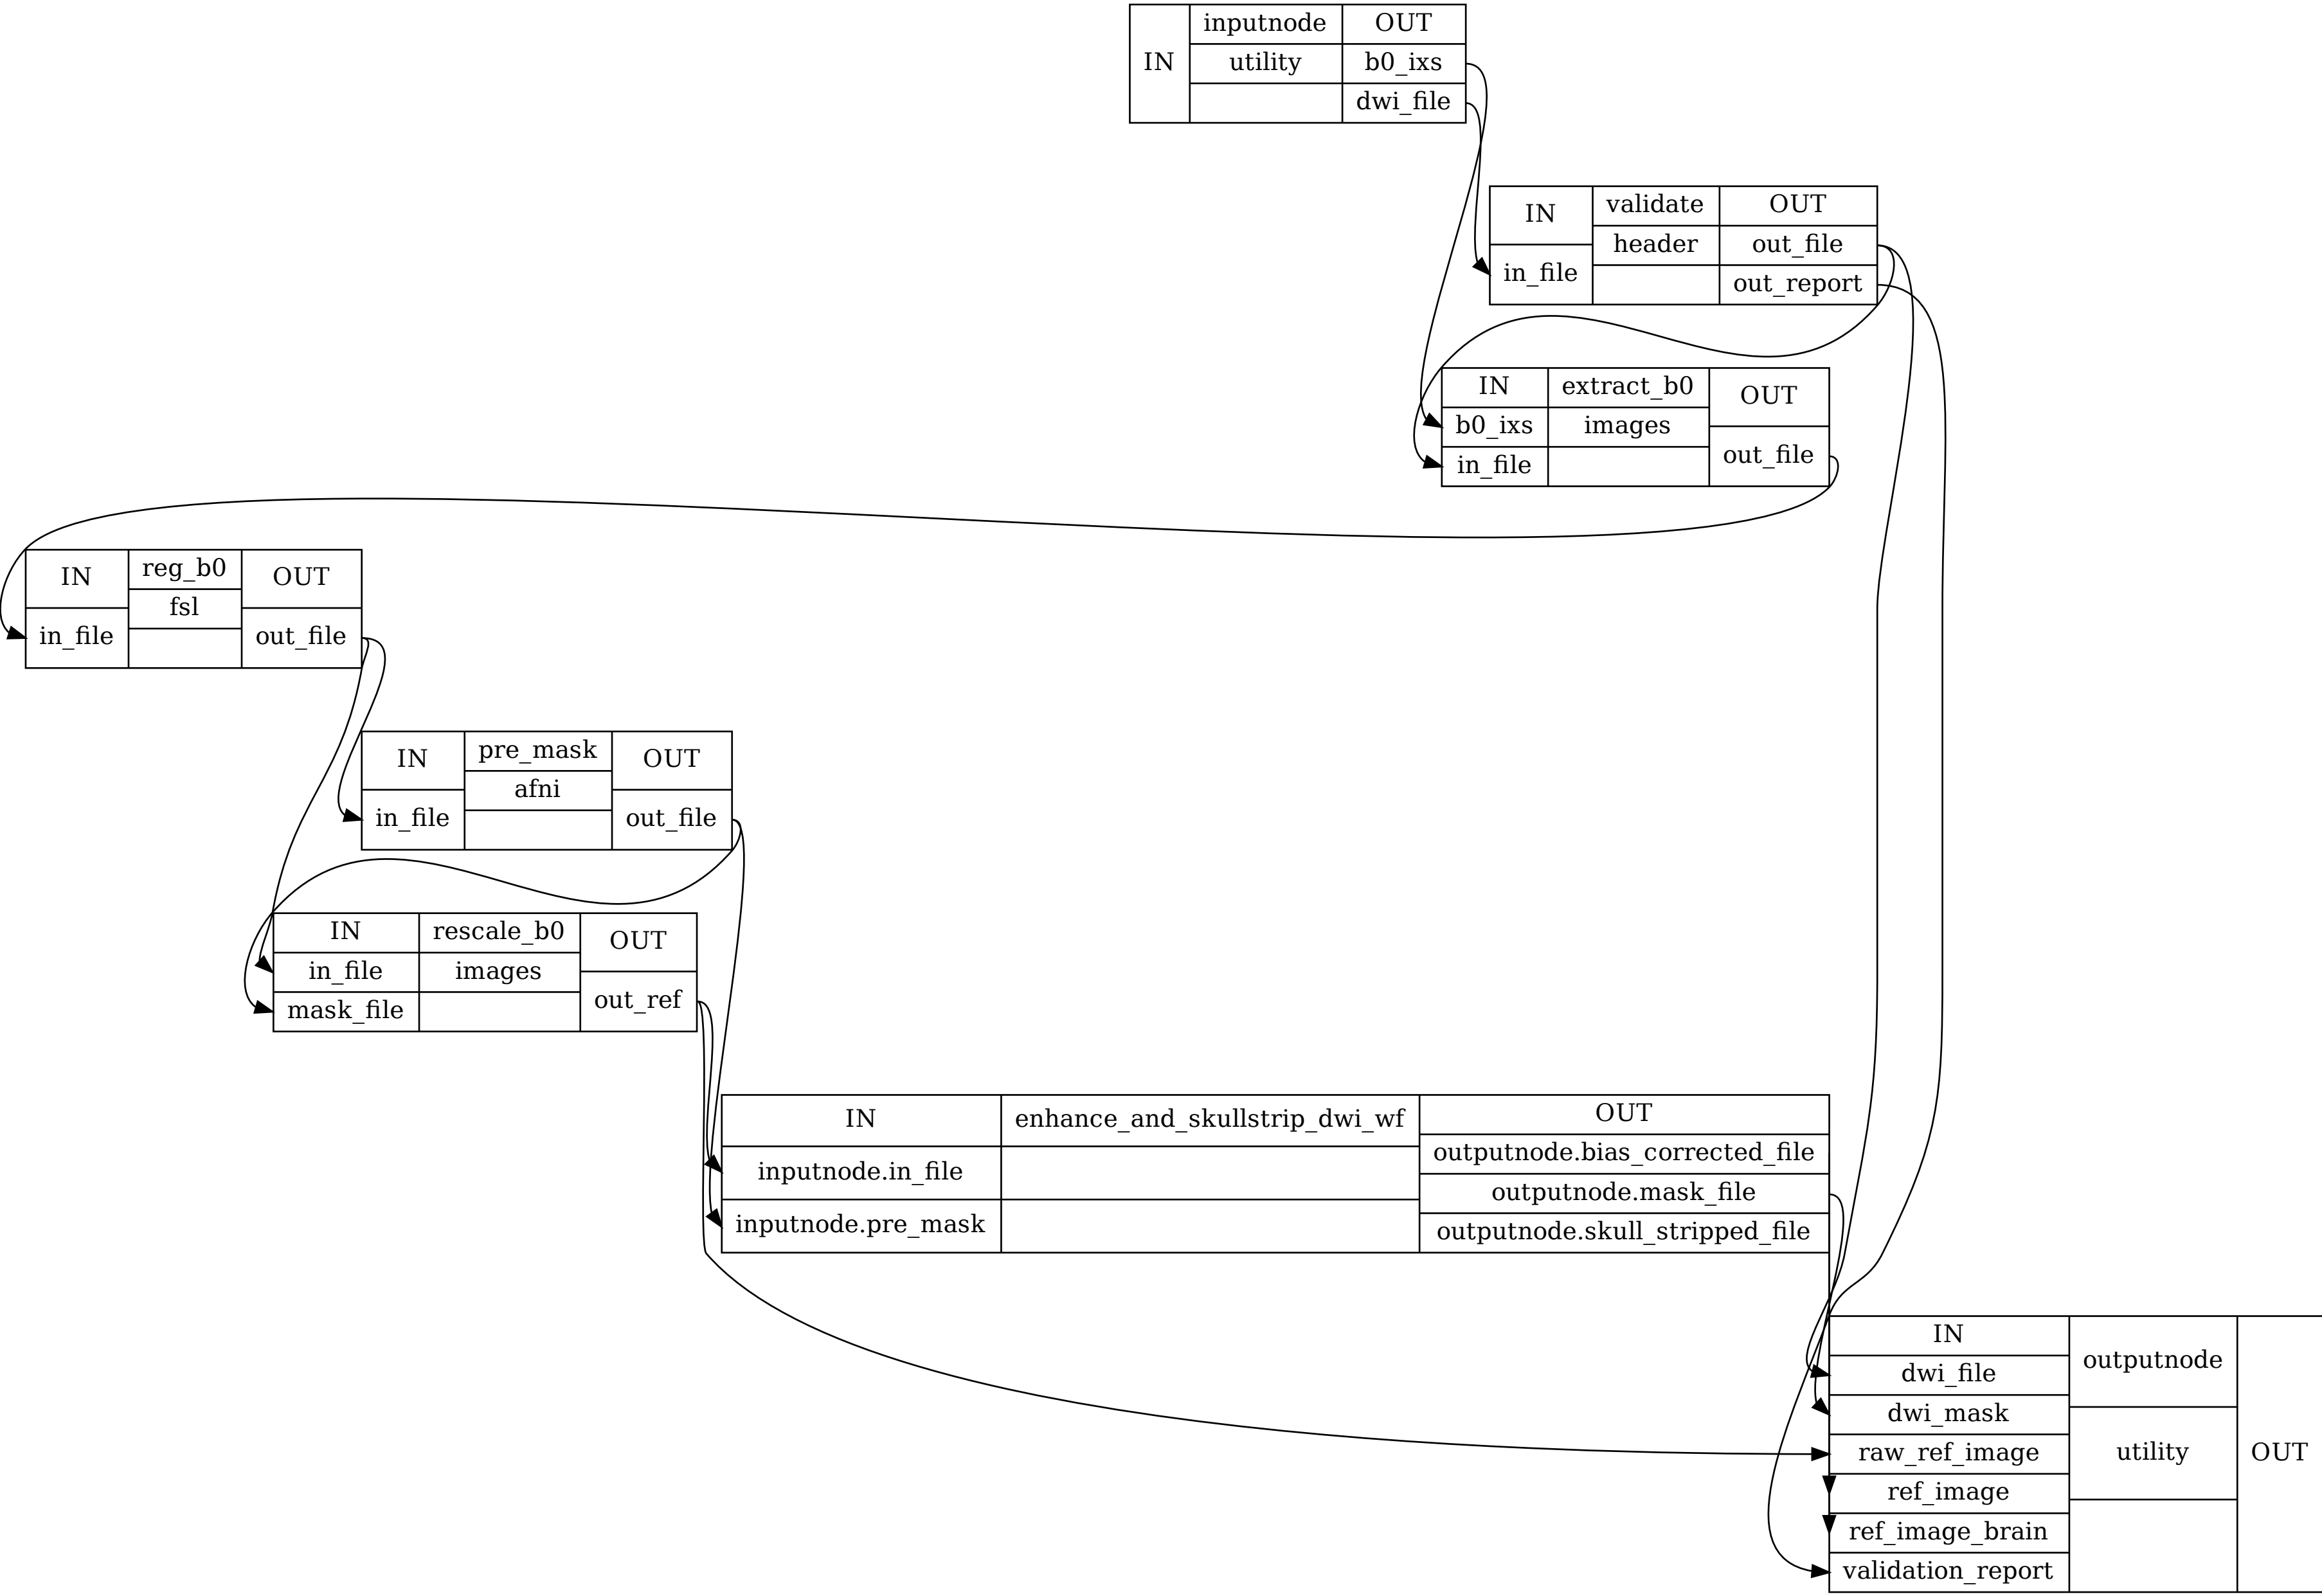 IN
inputnode
utility
OUT
b0_ixs
dwi_file
IN
in_file
validate
header
OUT
out_file
out_report
IN
b0_ixs
in_file
extract_b0
images
OUT
out_file
IN
in_file
reg_b0
fsl
OUT
out_file
IN
in_file
pre_mask
afni
OUT
out_file
IN
in_file
mask_file
rescale_b0
images
OUT
out_ref
IN
inputnode.in_file
inputnode.pre_mask
enhance_and_skullstrip_dwi_wf
OUT
outputnode.bias_corrected_file
outputnode.mask_file
outputnode.skull_stripped_file
IN
dwi_file
dwi_mask
raw_ref_image
ref_image
ref_image_brain
validation_report
outputnode
utility
OUT